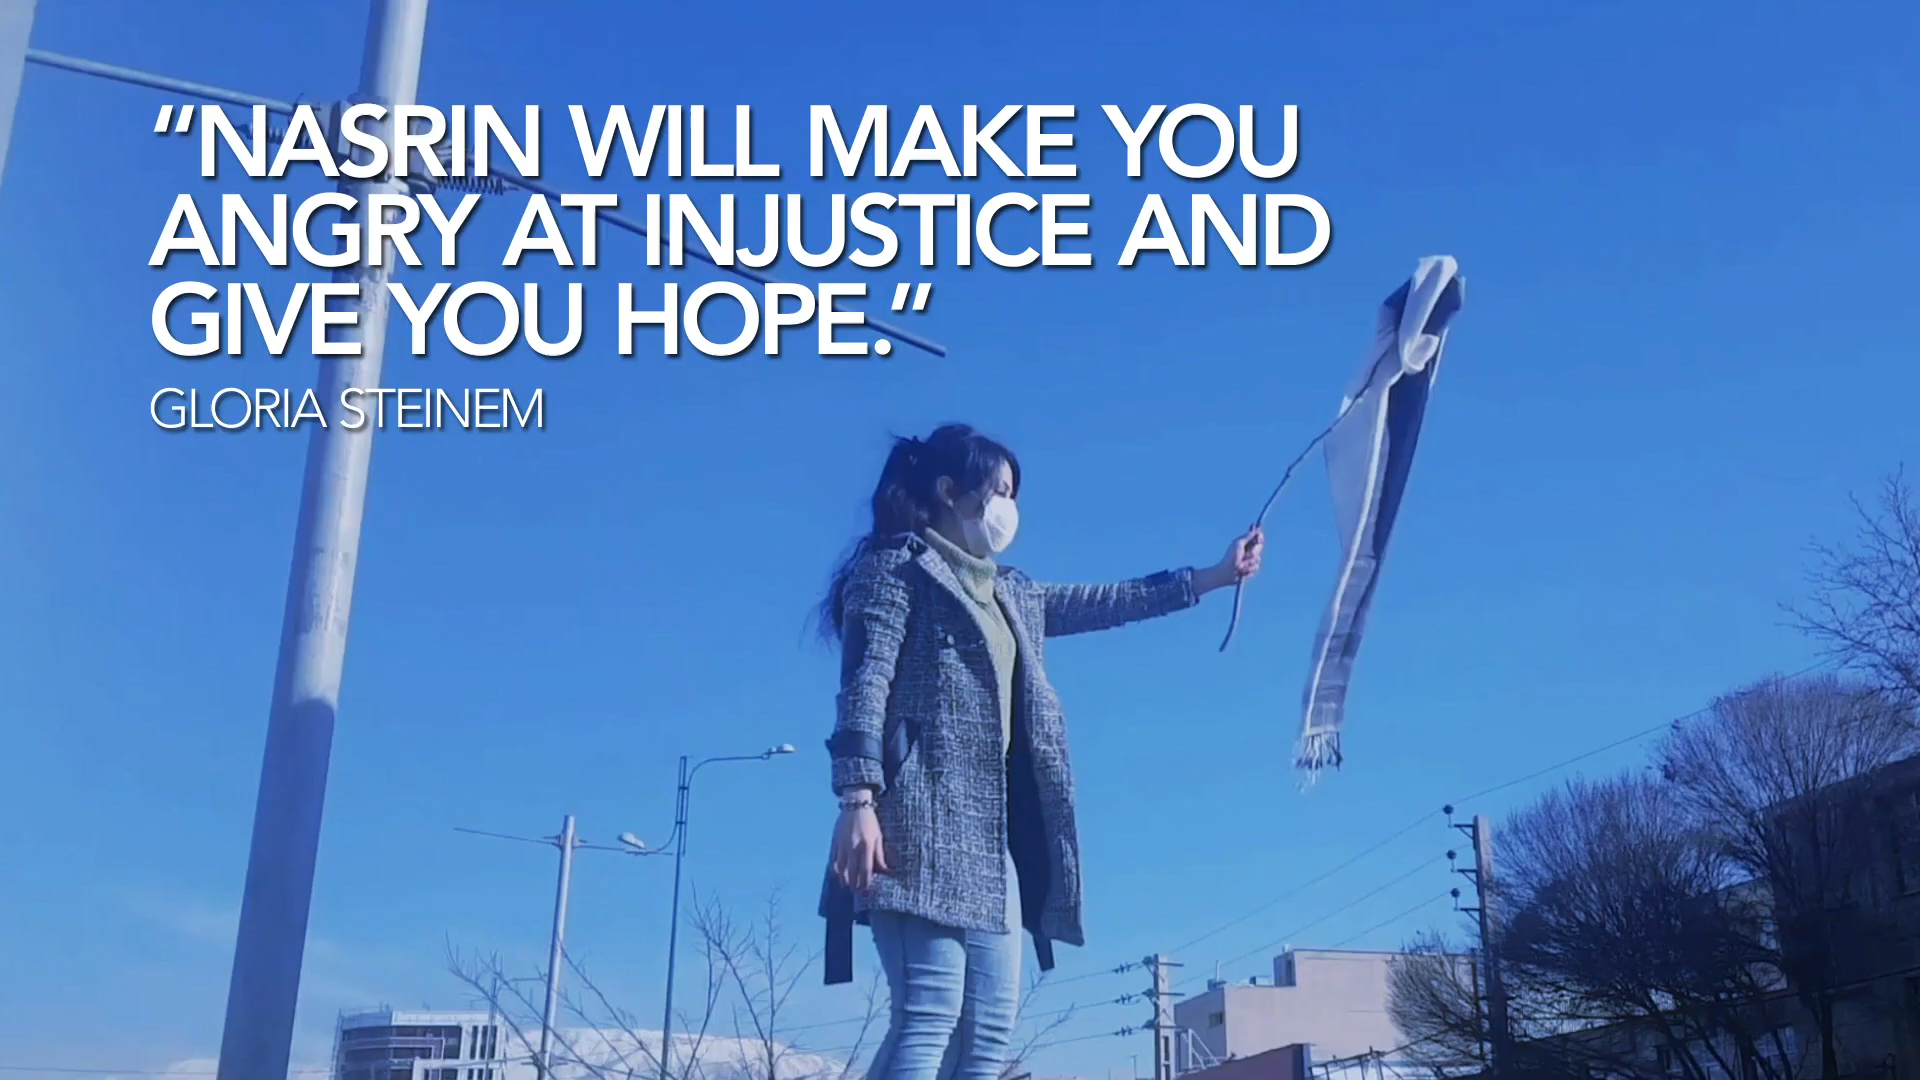 “NASRIN WILL MAKE YOU
ANGRY AT INJUSTICE AND
GIVE YOU HOPE.”
GLORIA STEINEM